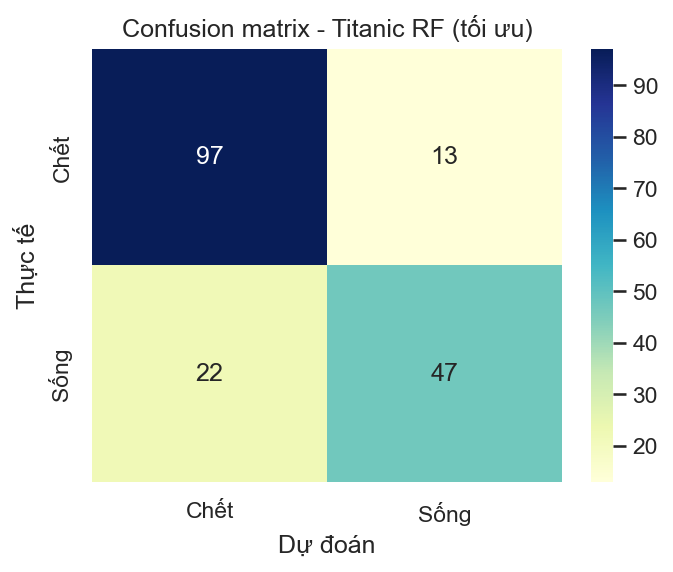 Confusion matrix - Titanic RF (tối ưu)
Thực tế
Chết
Sống
97
13
22
47
Chết
Sống
Dự đoán
90
80
70
60
50
40
30
20